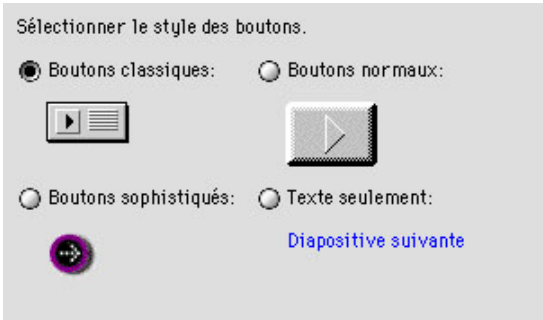 Sélectionner le style des boutons.
Boutons classiques: Boutons normaux:
Boutons sophistiqués: Texte seulement:
Diapositive suivante